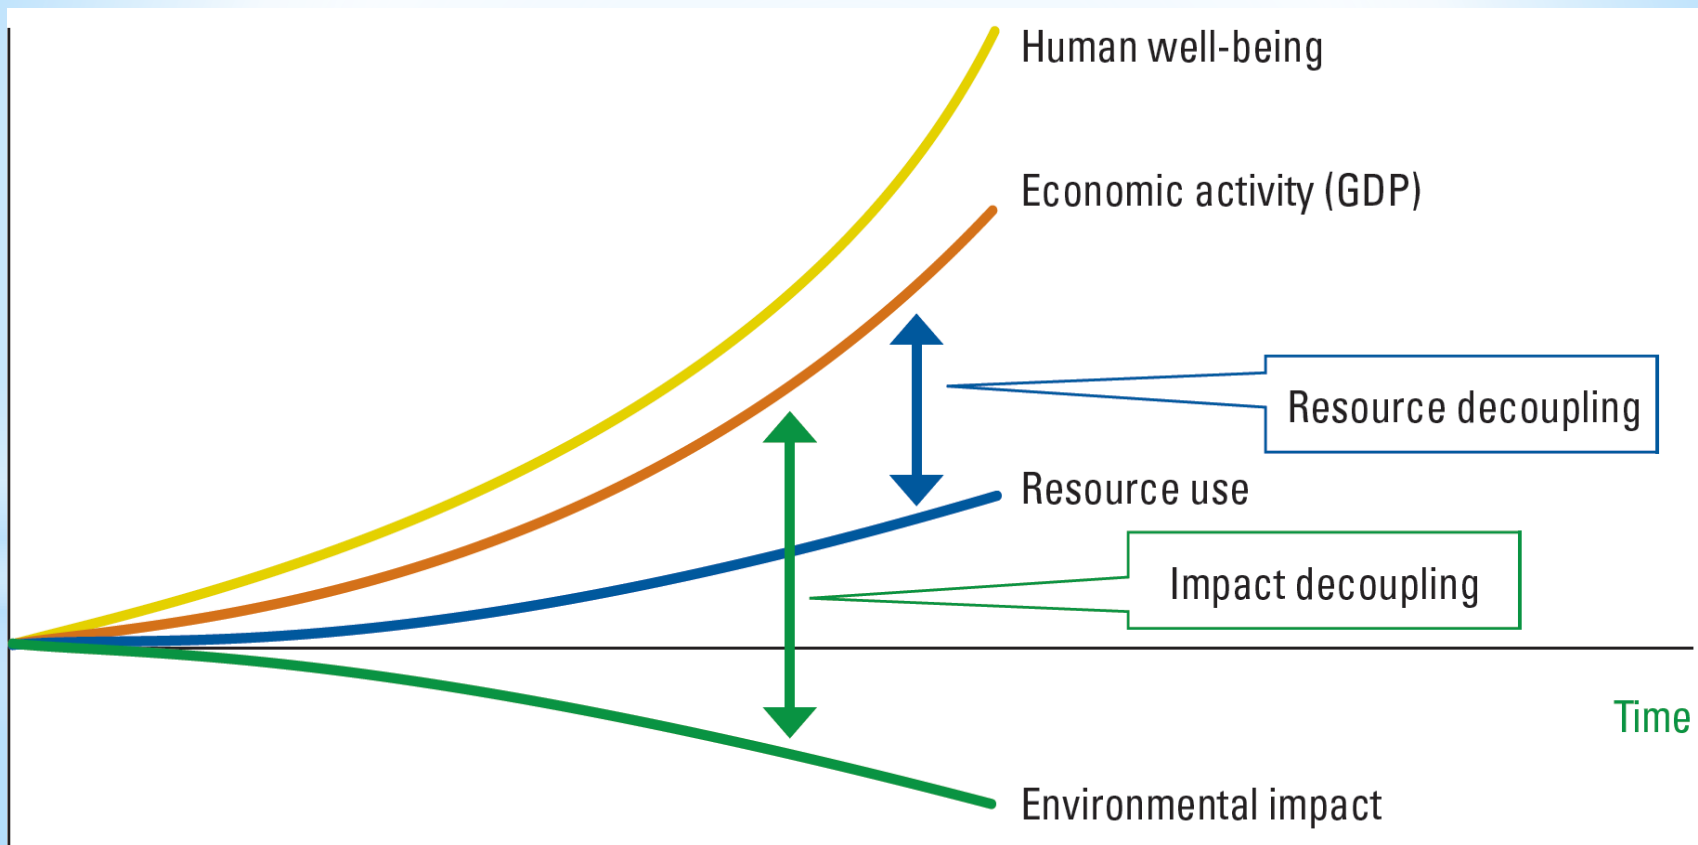 Human well-being
Economic activity (GDP)
Resource decoupling
Resource use
Impact decoupling
Time
Environmental impact